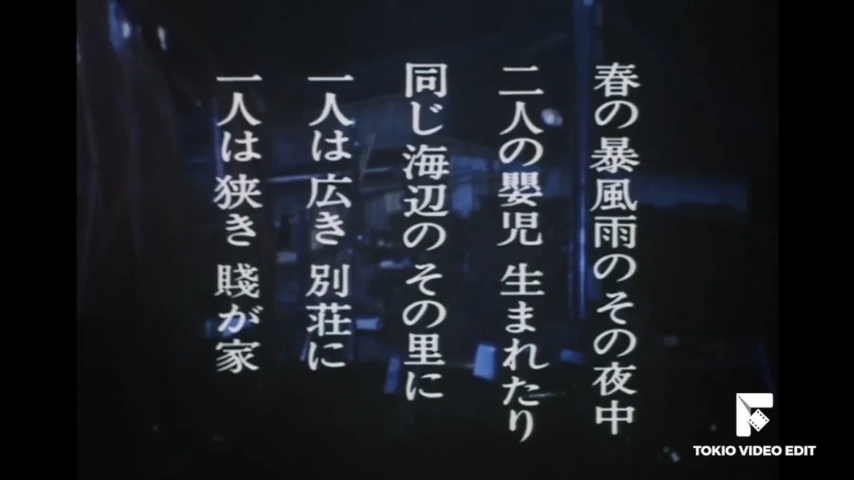 春の暴風雨のその夜中
二人の嬰児 生まれたり
同じ海辺のその里に
一人は広き 別荘に
一人は狭き 賤が家
TOKIO VIDEO EDIT